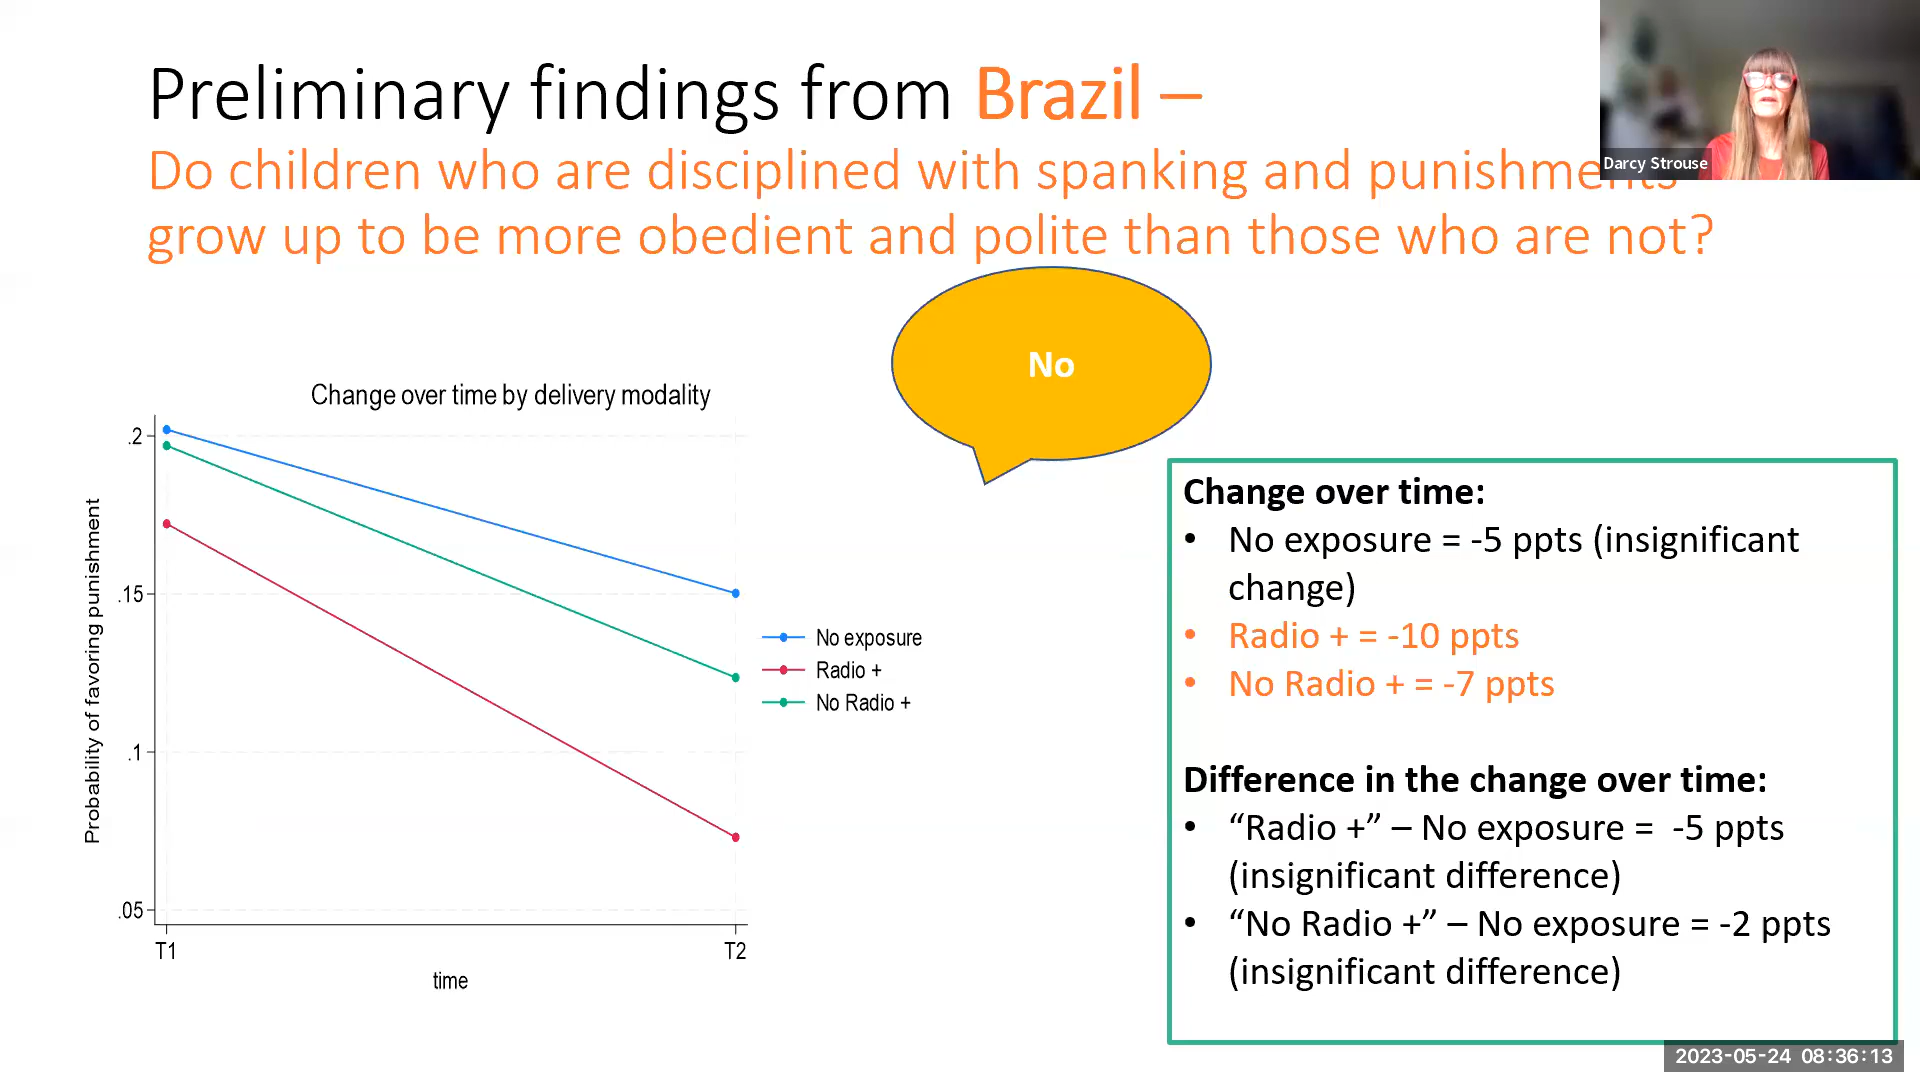 Preliminary findings from Brazil –
Do children who are disciplined with spanking and punishments
grow up to be more obedient and polite than those who are not?
Darcy Strouse
No
Change over time by delivery modality
Probability of favoring punishment
.2
.15
.1
.05
T1
T2
time
No exposure
Radio +
No Radio +
Change over time:
• No exposure = -5 ppts (insignificant
change)
• Radio + = -10 ppts
• No Radio + = -7 ppts
Difference in the change over time:
• “Radio +” – No exposure = -5 ppts
(insignificant difference)
• “No Radio +” – No exposure = -2 ppts
(insignificant difference)
2023-05-24 08:36:13